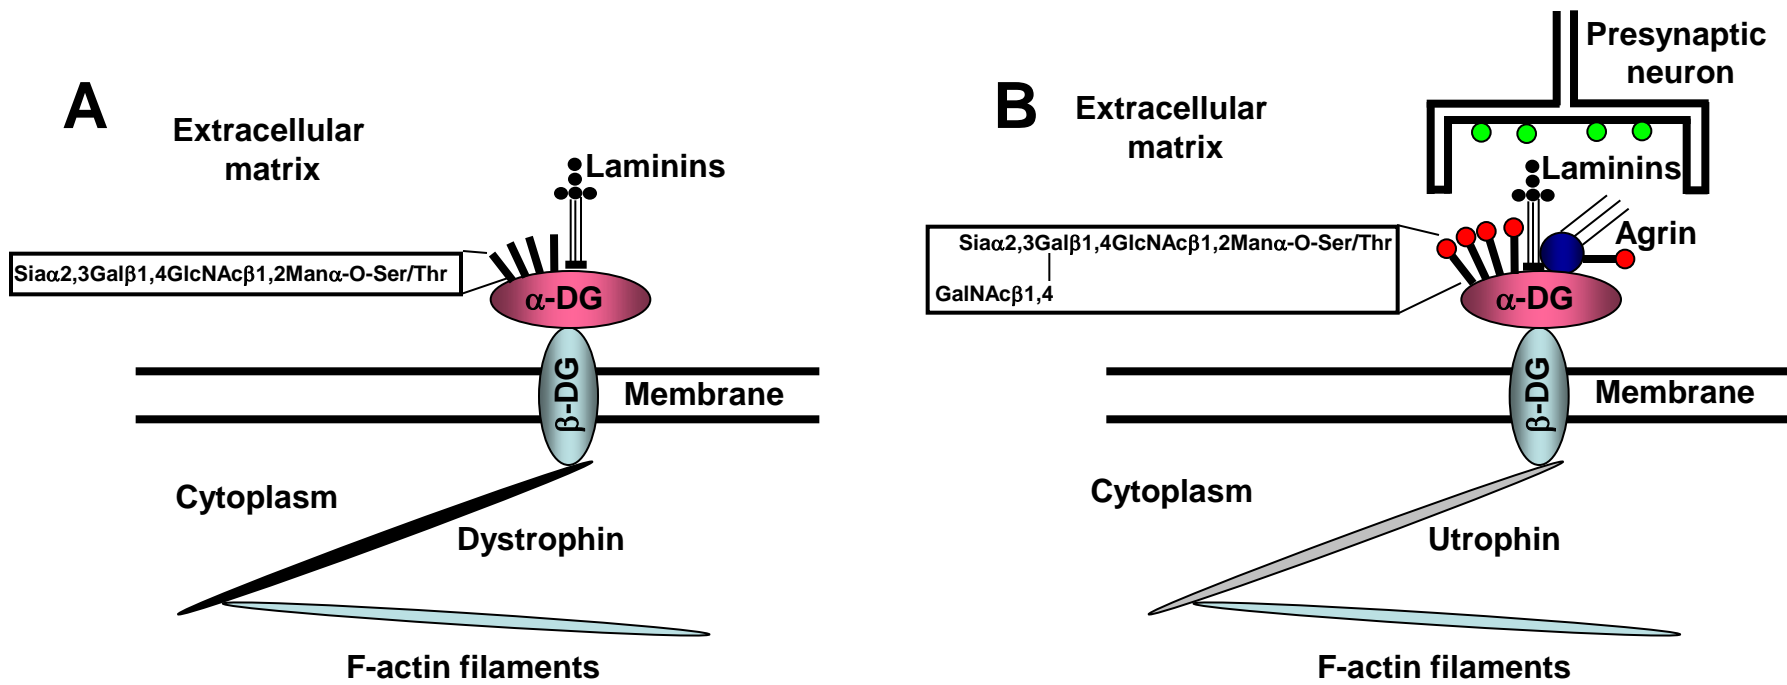 A
Extracellular
matrix
Laminins
Siaα2,3Galβ1,4GlcNAcβ1,2Manα-O-Ser/Thr
α-DG
β-DG
Membrane
Cytoplasm
Dystrophin
F-actin filaments
B
Presynaptic
neuron
Extracellular
matrix
Laminins
Agrin
Siaα2,3Galβ1,4GlcNAcβ1,2Manα-O-Ser/Thr
GalNAcβ1,4
α-DG
β-DG
Membrane
Cytoplasm
Utrophin
F-actin filaments